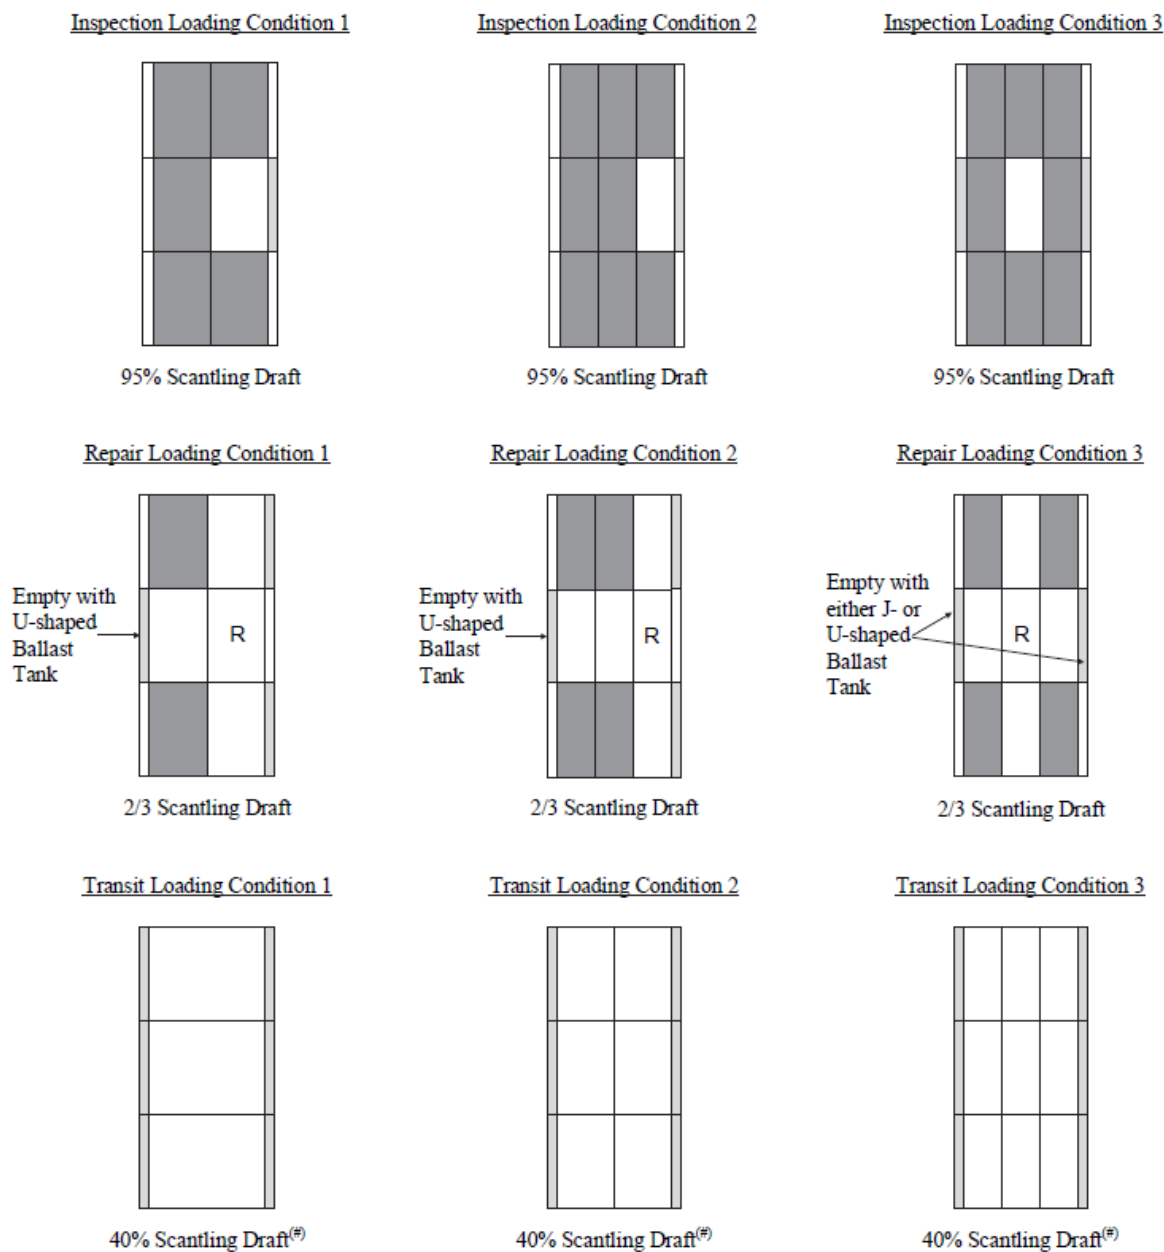 Inspection Loading Condition 1
Inspection Loading Condition 2
Inspection Loading Condition 3
95% Scantling Draft
95% Scantling Draft
95% Scantling Draft
Repair Loading Condition 1
Repair Loading Condition 2
Repair Loading Condition 3
Empty with
U-shaped
Ballast
Tank
R
Empty with
U-shaped
Ballast
Tank
R
Empty with
either J- or
U-shaped
Ballast
Tank
R
2/3 Scantling Draft
2/3 Scantling Draft
2/3 Scantling Draft
Transit Loading Condition 1
Transit Loading Condition 2
Transit Loading Condition 3
40% Scantling Draft(#)
40% Scantling Draft(#)
40% Scantling Draft(#)